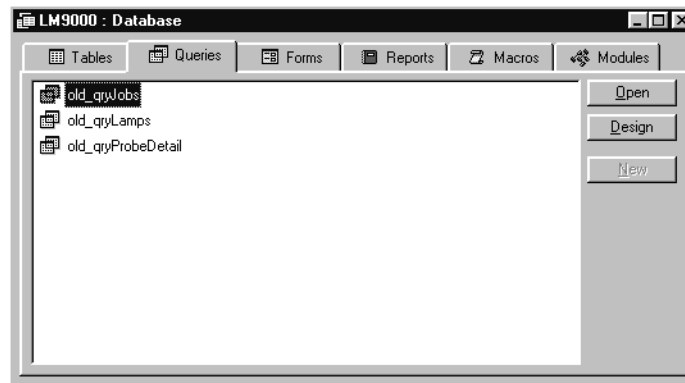 LM9000 : Database
Tables Queries Forms Reports Macros Modules
old_qryJobs
old_qryLamps
old_qryProbeDetail
Open
Design
New